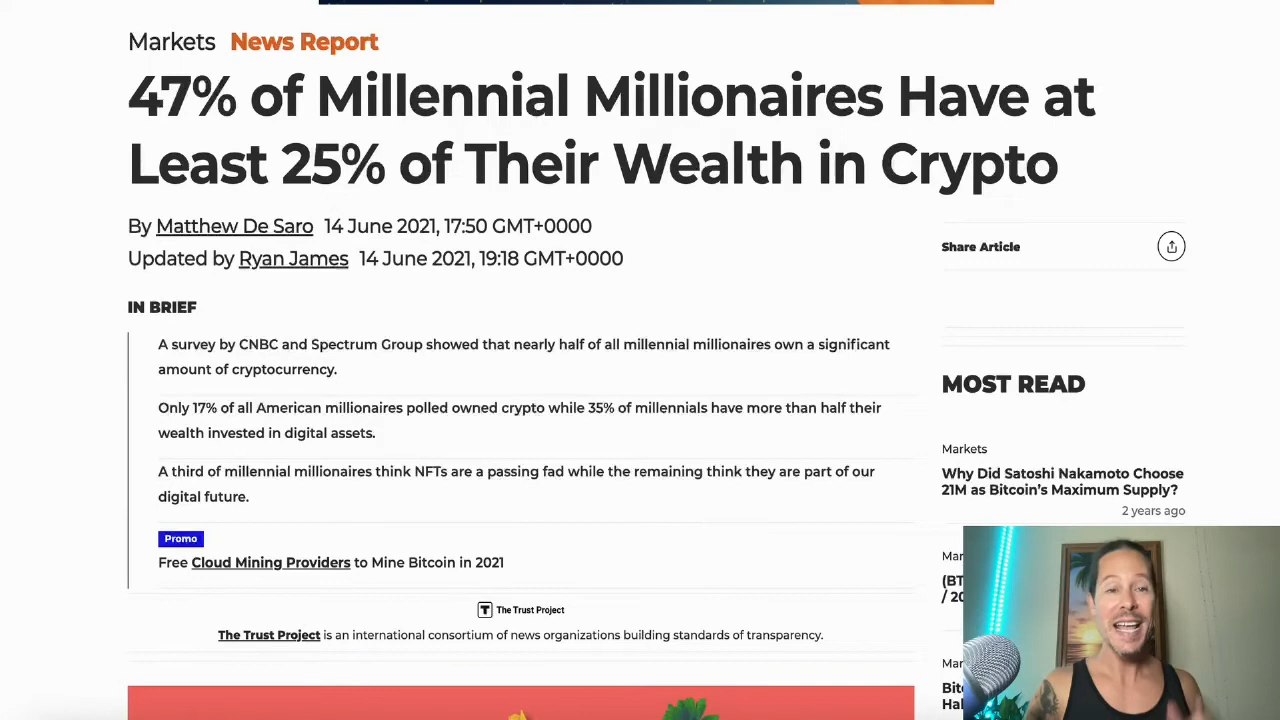 Markets News Report
47% of Millennial Millionaires Have at
Least 25% of Their Wealth in Crypto
By Matthew De Saro 14 June 2021, 17:50 GMT+0000
Updated by Ryan James 14 June 2021, 19:18 GMT+0000
Share Article
IN BRIEF
A survey by CNBC and Spectrum Group showed that nearly half of all millennial millionaires own a significant
amount of cryptocurrency.
Only 17% of all American millionaires polled owned crypto while 35% of millennials have more than half their
wealth invested in digital assets.
A third of millennial millionaires think NFTs are a passing fad while the remaining think they are part of our
digital future.
Promo
Free Cloud Mining Providers to Mine Bitcoin in 2021
The Trust Project
The Trust Project is an international consortium of news organizations building standards of transparency.
MOST READ
Markets
Why Did Satoshi Nakamoto Choose
21M as Bitcoin's Maximum Supply?
2 years ago